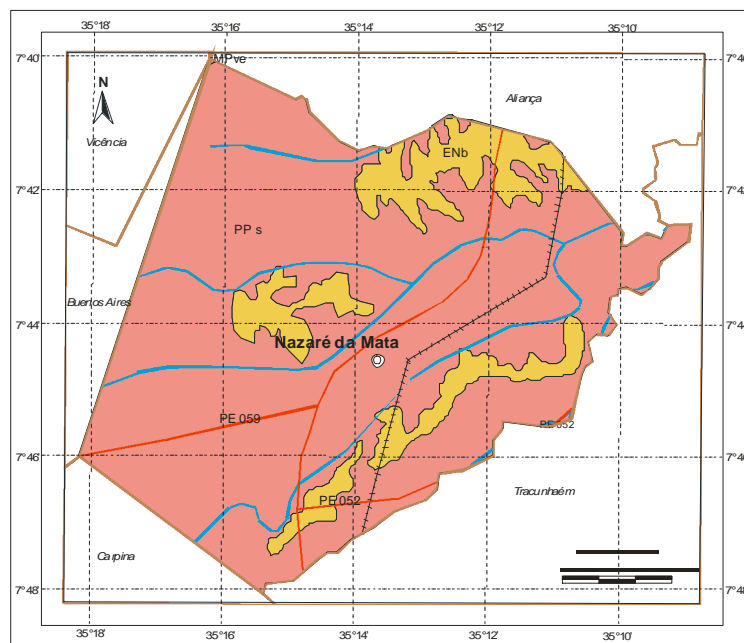 35°18' 35°16' 35°14' 35°12' 35°10'
7°40' 7°40'
MPve
N
Aliança
Vicência
ENb
7°42' 7°42'
PP s
Buenos Aires
7°44' 7°44'
Nazaré da Mata
PE 059
PE 052
7°46' 7°46'
PE 052
Tracunhaém
Carpina
7°48' 7°48'
35°18' 35°16' 35°14' 35°12' 35°10'